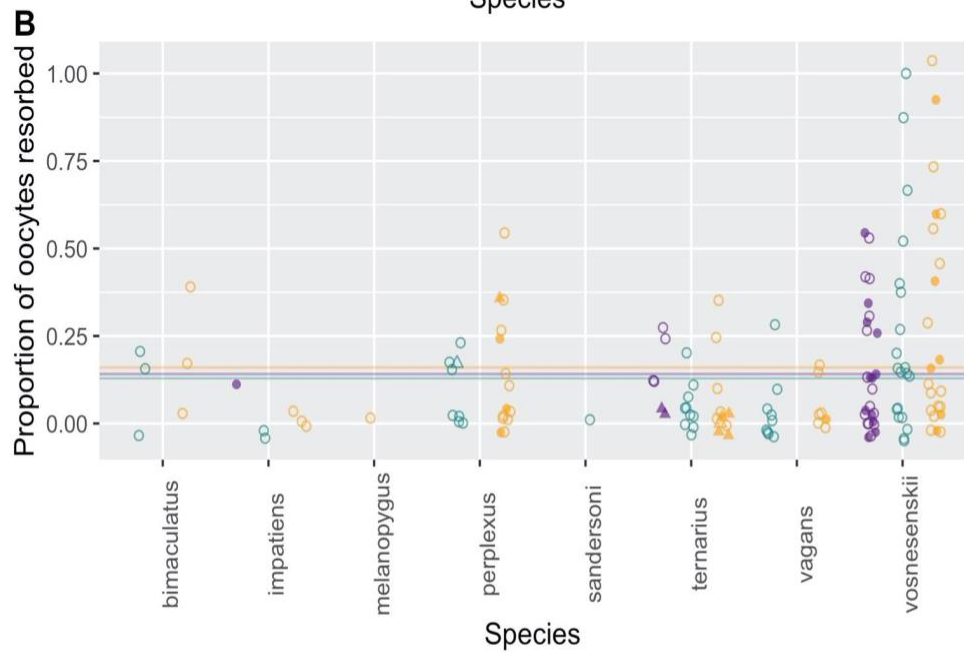 Species
B
Proportion of oocytes resorbed
1.00
0.75
0.50
0.25
0.00
bimaculatus
impatiens
melanopygus
perplexus
sandersoni
ternarius
vagans
vosnesenskii
Species